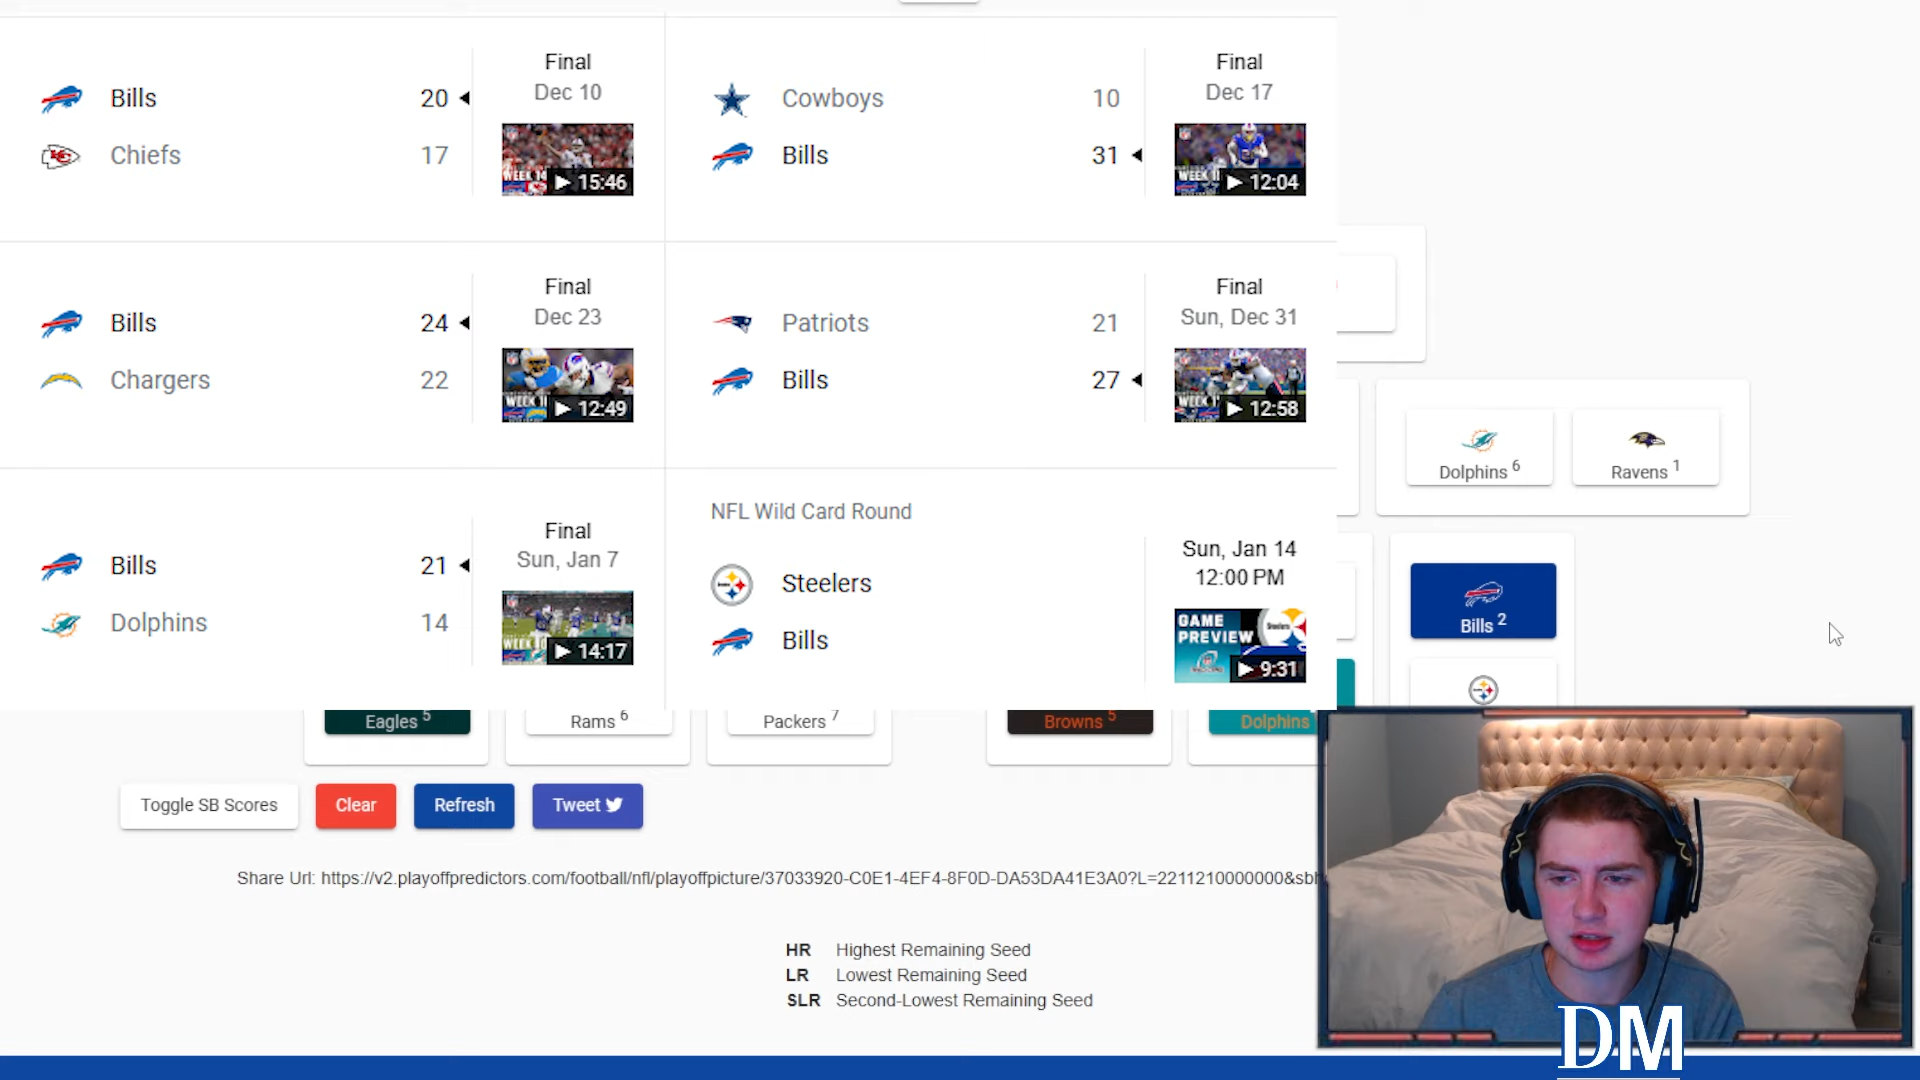 Final
Dec 10
Bills 20
Chiefs 17
15:46
Final
Dec 17
Cowboys 10
Bills 31
12:04
Final
Dec 23
Bills 24
Chargers 22
12:49
Final
Sun, Dec 31
Patriots 21
Bills 27
12:58
Final
Sun, Jan 7
Bills 21
Dolphins 14
14:17
NFL Wild Card Round
Sun, Jan 14
12:00 PM
Steelers
Bills
GAME
PREVIEW
9:31
Dolphins 6
Ravens 1
Bills 2
Eagles 5
Rams 6
Packers 7
Browns 5
Dolphins
Toggle SB Scores
Clear
Refresh
Tweet
Share Url: https://v2.playoffpredictors.com/football/nfl/playoffpicture/37033920-C0E1-4EF4-8F0D-DA53DA41E3A0?L=2211210000000&sb
HR Highest Remaining Seed
LR Lowest Remaining Seed
SLR Second-Lowest Remaining Seed
DM